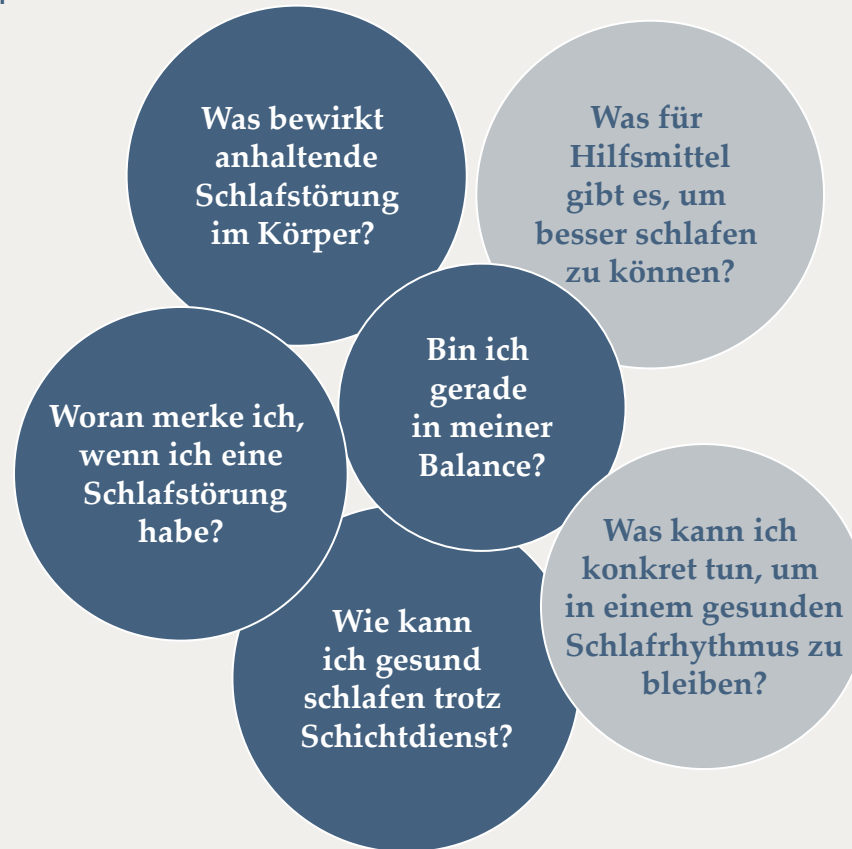 Was bewirkt
anhaltende
Schlafstörung
im Körper?
Was für
Hilfsmittel
gibt es, um
besser schlafen
zu können?
Bin ich
gerade
in meiner
Balance?
Woran merke ich,
wenn ich eine
Schlafstörung
habe?
Was kann ich
konkret tun, um
in einem gesunden
Schlafrhythmus zu
bleiben?
Wie kann
ich gesund
schlafen trotz
Schichtdienst?